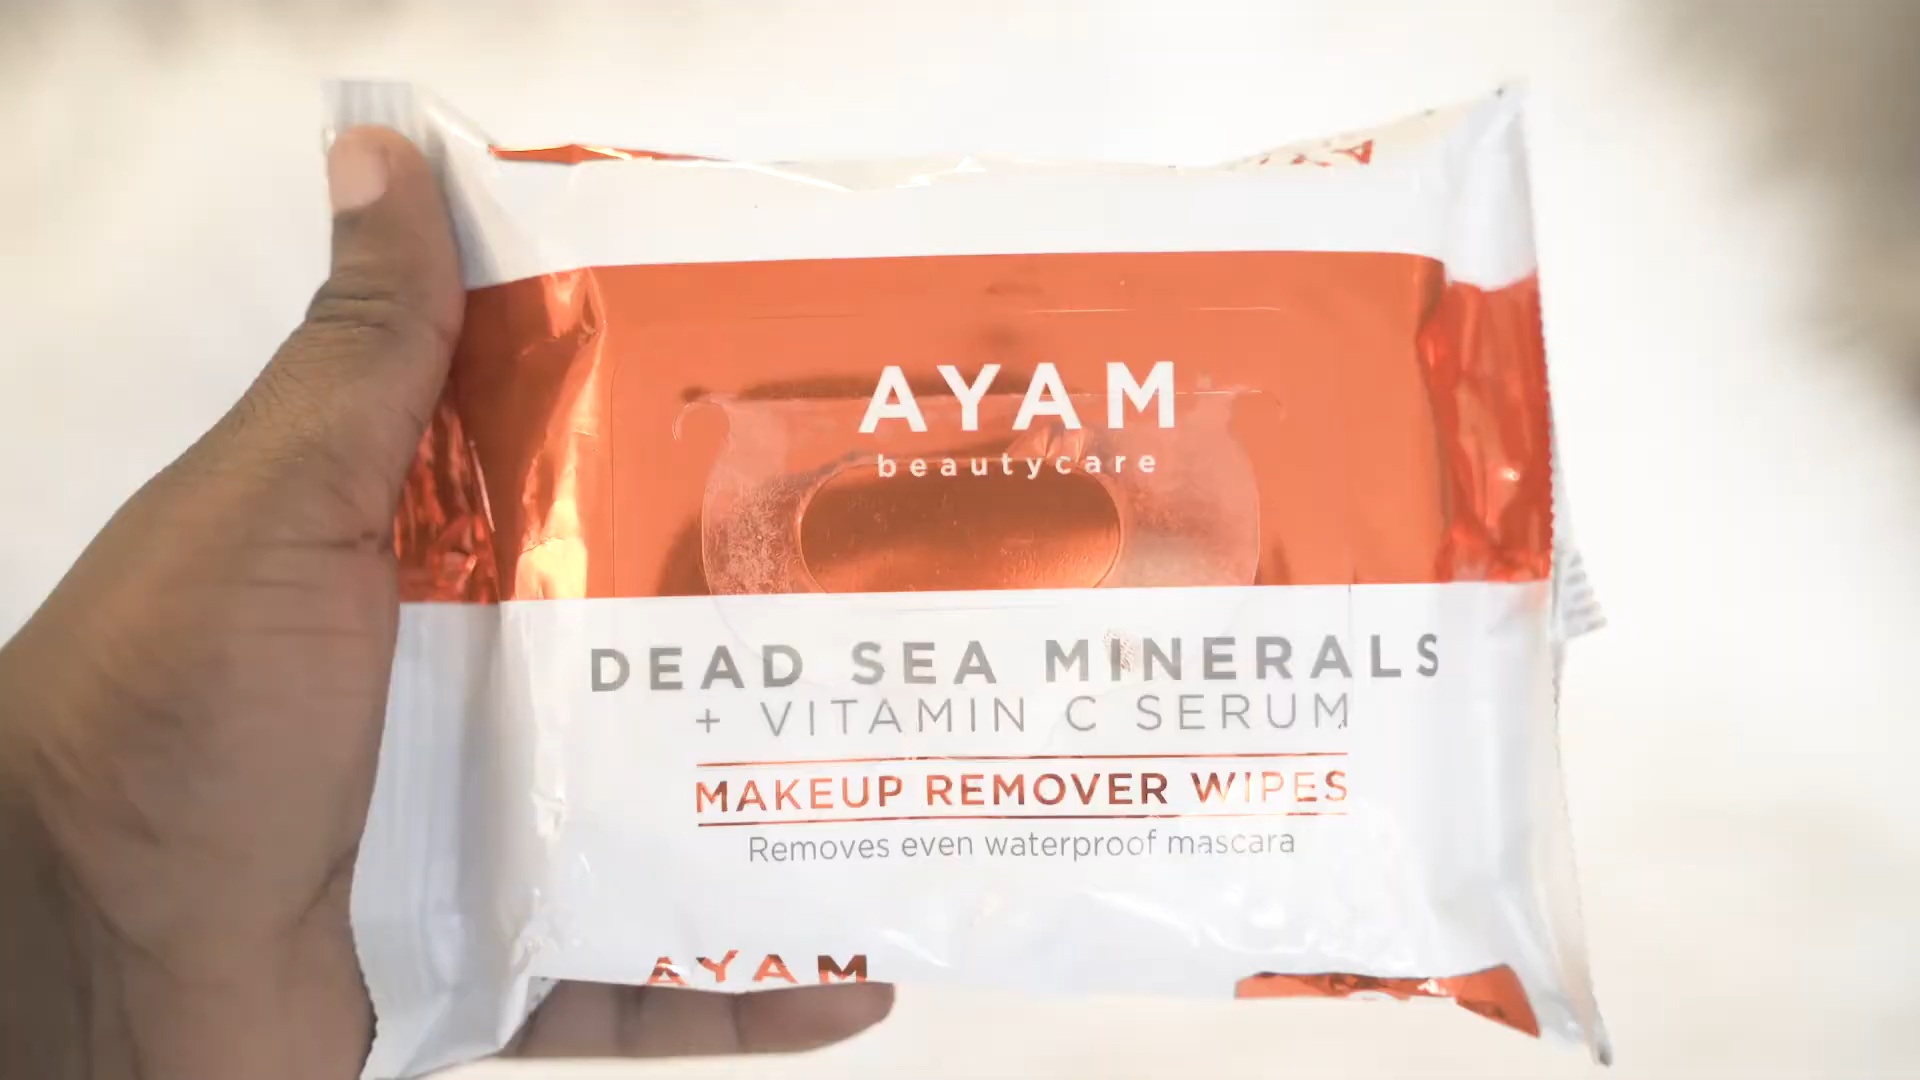 AYAM
beautycare
DEAD SEA MINERALS
+ VITAMIN C SERUM
MAKEUP REMOVER WIPES
Removes even waterproof mascara
AYAM